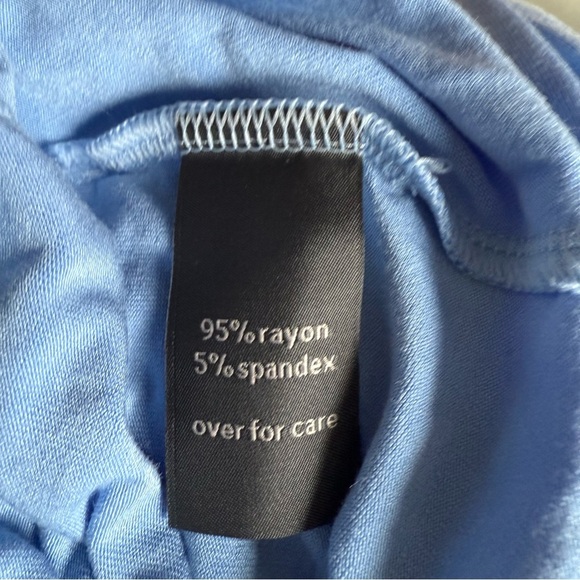 95% rayon
5% spandex
over for care